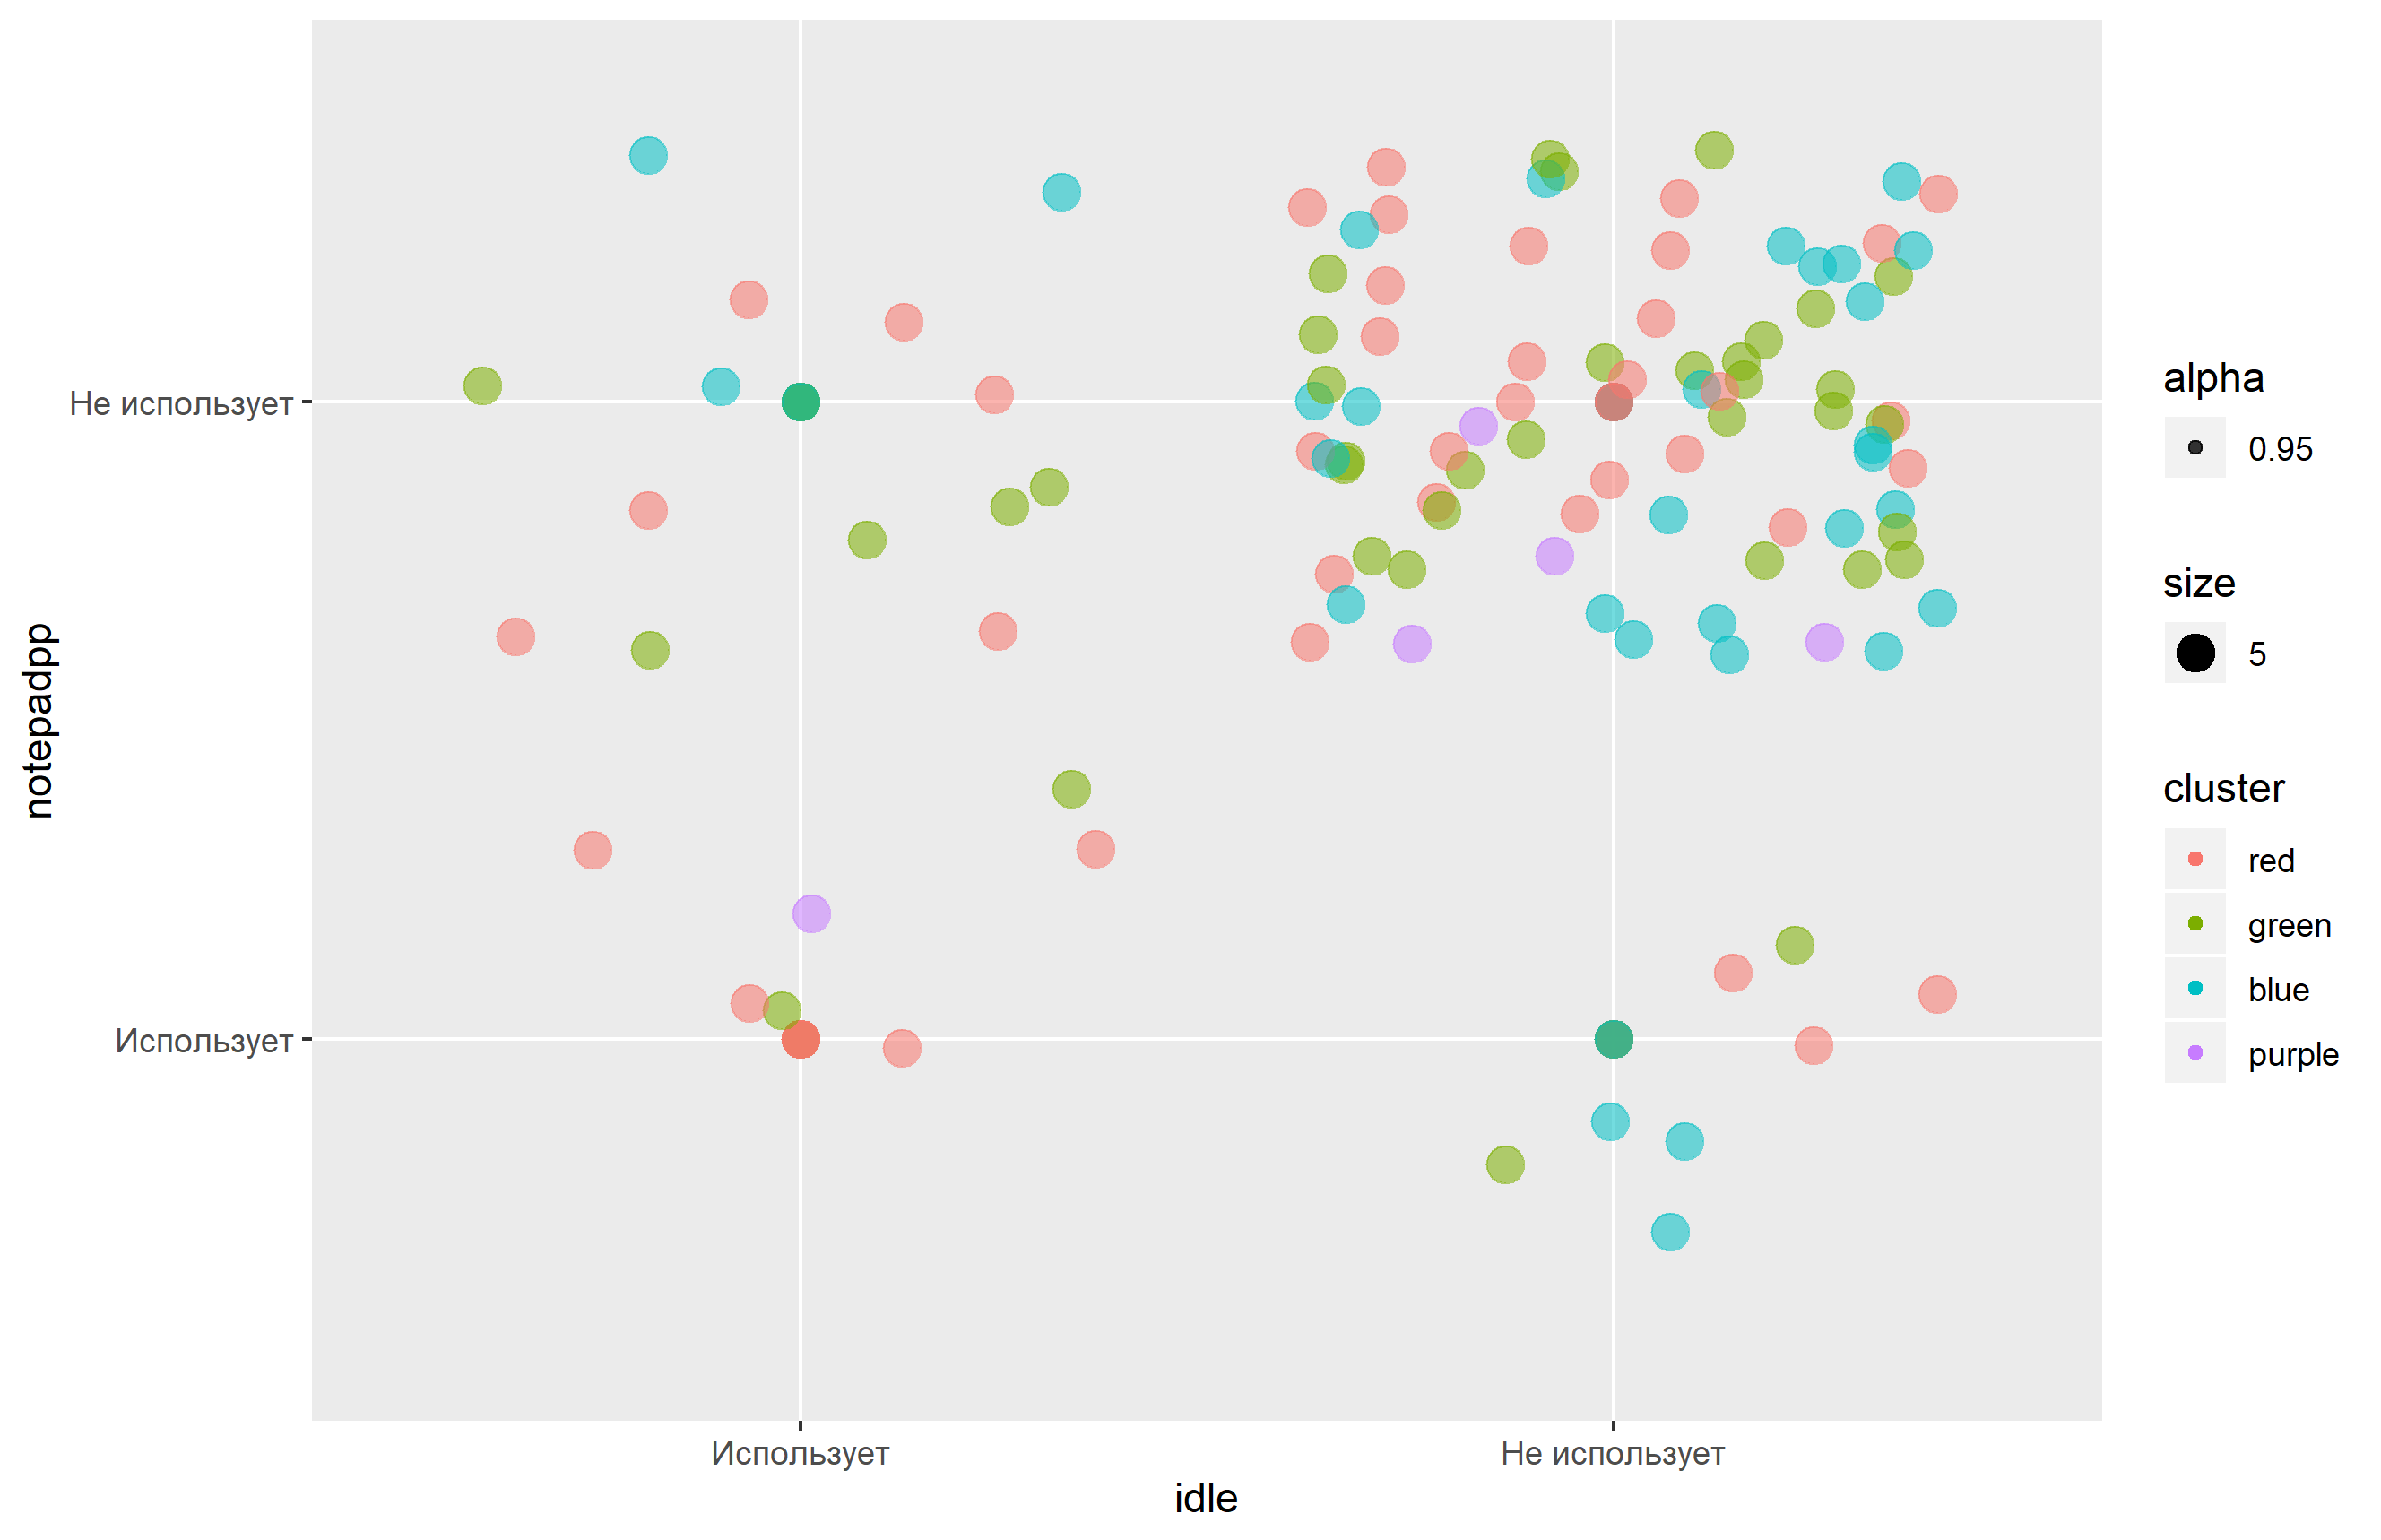 notepadpp
Не использует
Использует
Использует
Не использует
idle
alpha
0.95
size
5
cluster
red
green
blue
purple